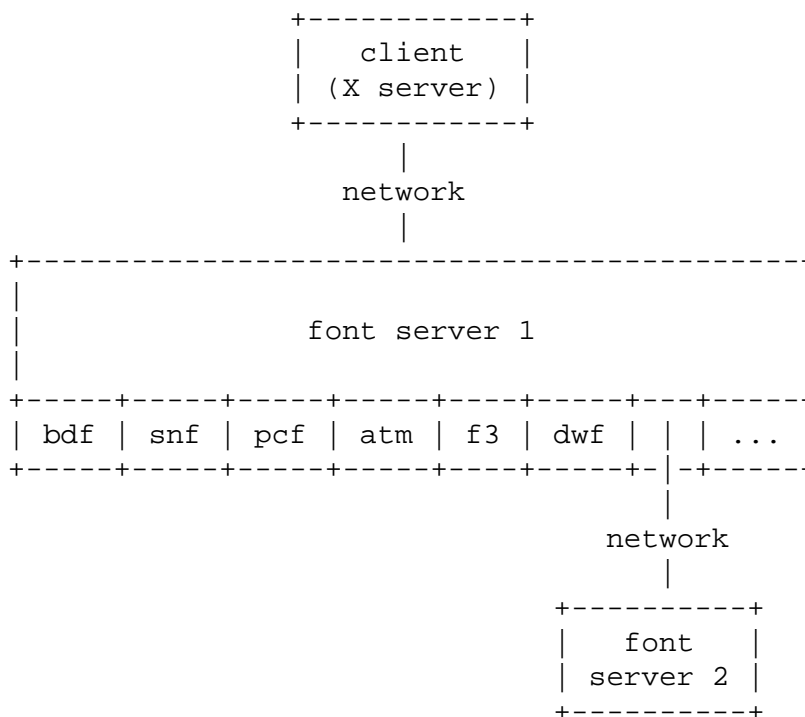 client
(X server)
network
font server 1
bdf | snf | pcf | atm | f3 | dwf | | | ...
network
font
server 2